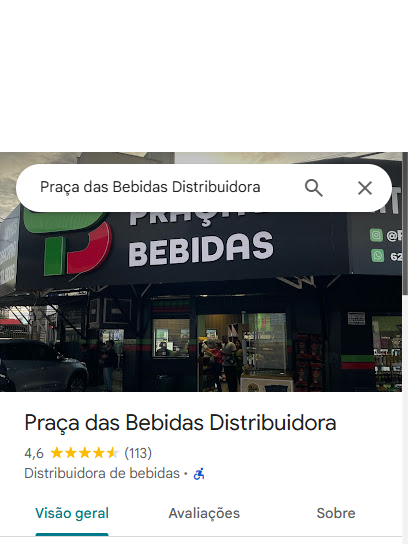 Praça das Bebidas Distribuidora
BEBIDAS
62
Praça das Bebidas Distribuidora
4,6 (113)
Distribuidora de bebidas ·
Visão geral
Avaliações
Sobre